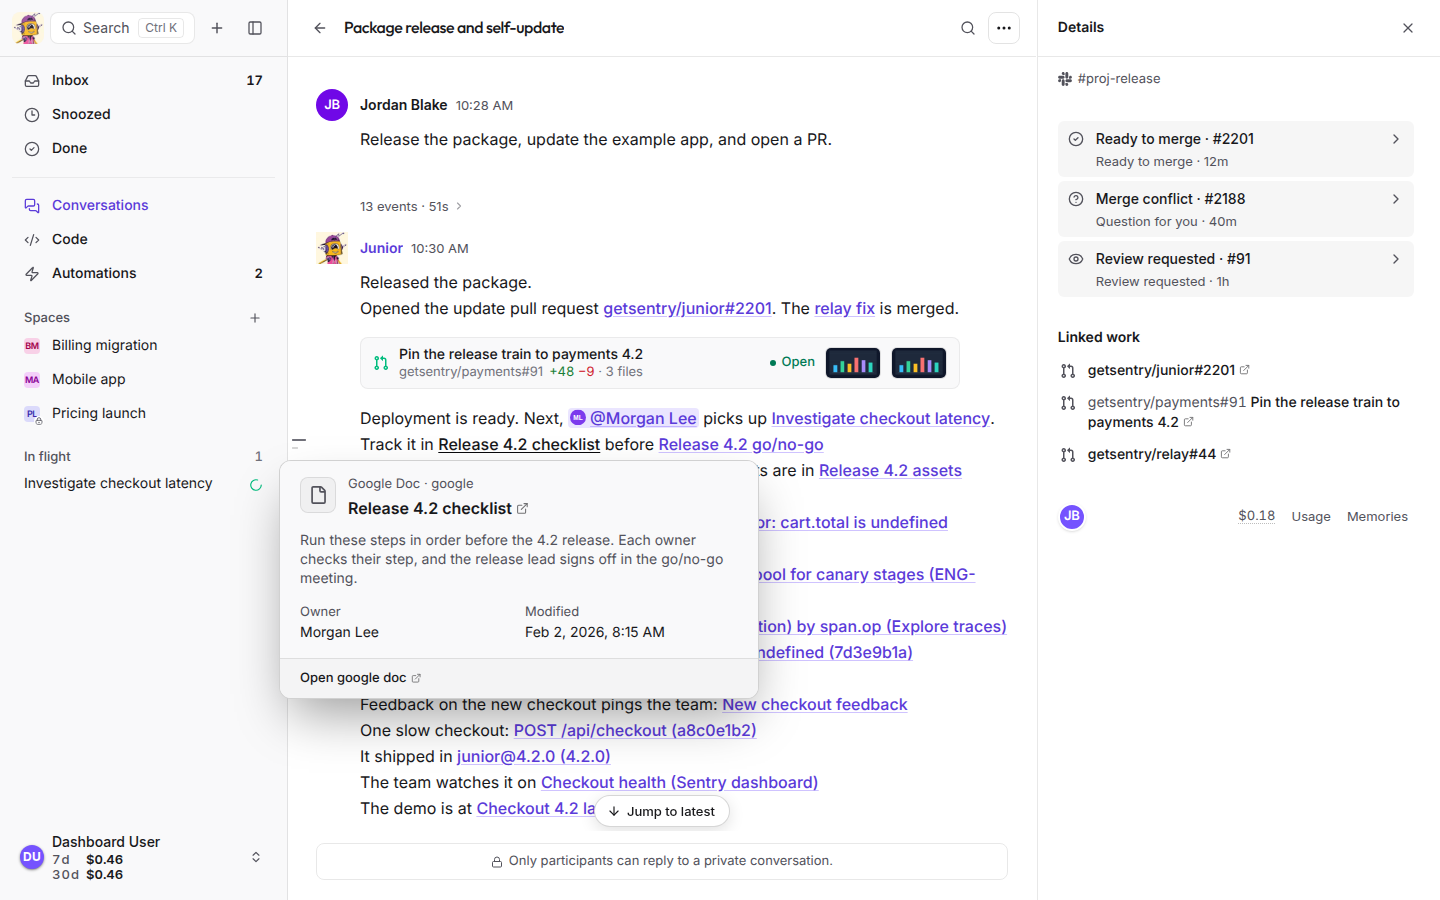 Search Ctrl K
Inbox 17
Snoozed
Done
Conversations
Code
Automations 2
Spaces
BM Billing migration
MA Mobile app
PL Pricing launch
In flight 1
Investigate checkout latency
DU Dashboard User
7d $0.46
30d $0.46
Package release and self-update
JB Jordan Blake 10:28 AM
Release the package, update the example app, and open a PR.
13 events · 51s
Junior 10:30 AM
Released the package.
Opened the update pull request getsentry/junior#2201. The relay fix is merged.
Pin the release train to payments 4.2
getsentry/payments#91 +48 −9 · 3 files
Open
Deployment is ready. Next, ML @Morgan Lee picks up Investigate checkout latency.
Track it in Release 4.2 checklist before Release 4.2 go/no-go
s are in Release 4.2 assets
or: cart.total is undefined
pool for canary stages (ENG-
tion) by span.op (Explore traces)
ndefined (7d3e9b1a)
Google Doc · google
Release 4.2 checklist
Run these steps in order before the 4.2 release. Each owner
checks their step, and the release lead signs off in the go/no-go
meeting.
Owner Modified
Morgan Lee Feb 2, 2026, 8:15 AM
Open google doc
Feedback on the new checkout pings the team: New checkout feedback
One slow checkout: POST /api/checkout (a8c0e1b2)
It shipped in junior@4.2.0 (4.2.0)
The team watches it on Checkout health (Sentry dashboard)
The demo is at Checkout 4.2 la
Jump to latest
Only participants can reply to a private conversation.
Details
#proj-release
Ready to merge · #2201
Ready to merge · 12m
Merge conflict · #2188
Question for you · 40m
Review requested · #91
Review requested · 1h
Linked work
getsentry/junior#2201
getsentry/payments#91 Pin the release train to
payments 4.2
getsentry/relay#44
JB $0.18 Usage Memories